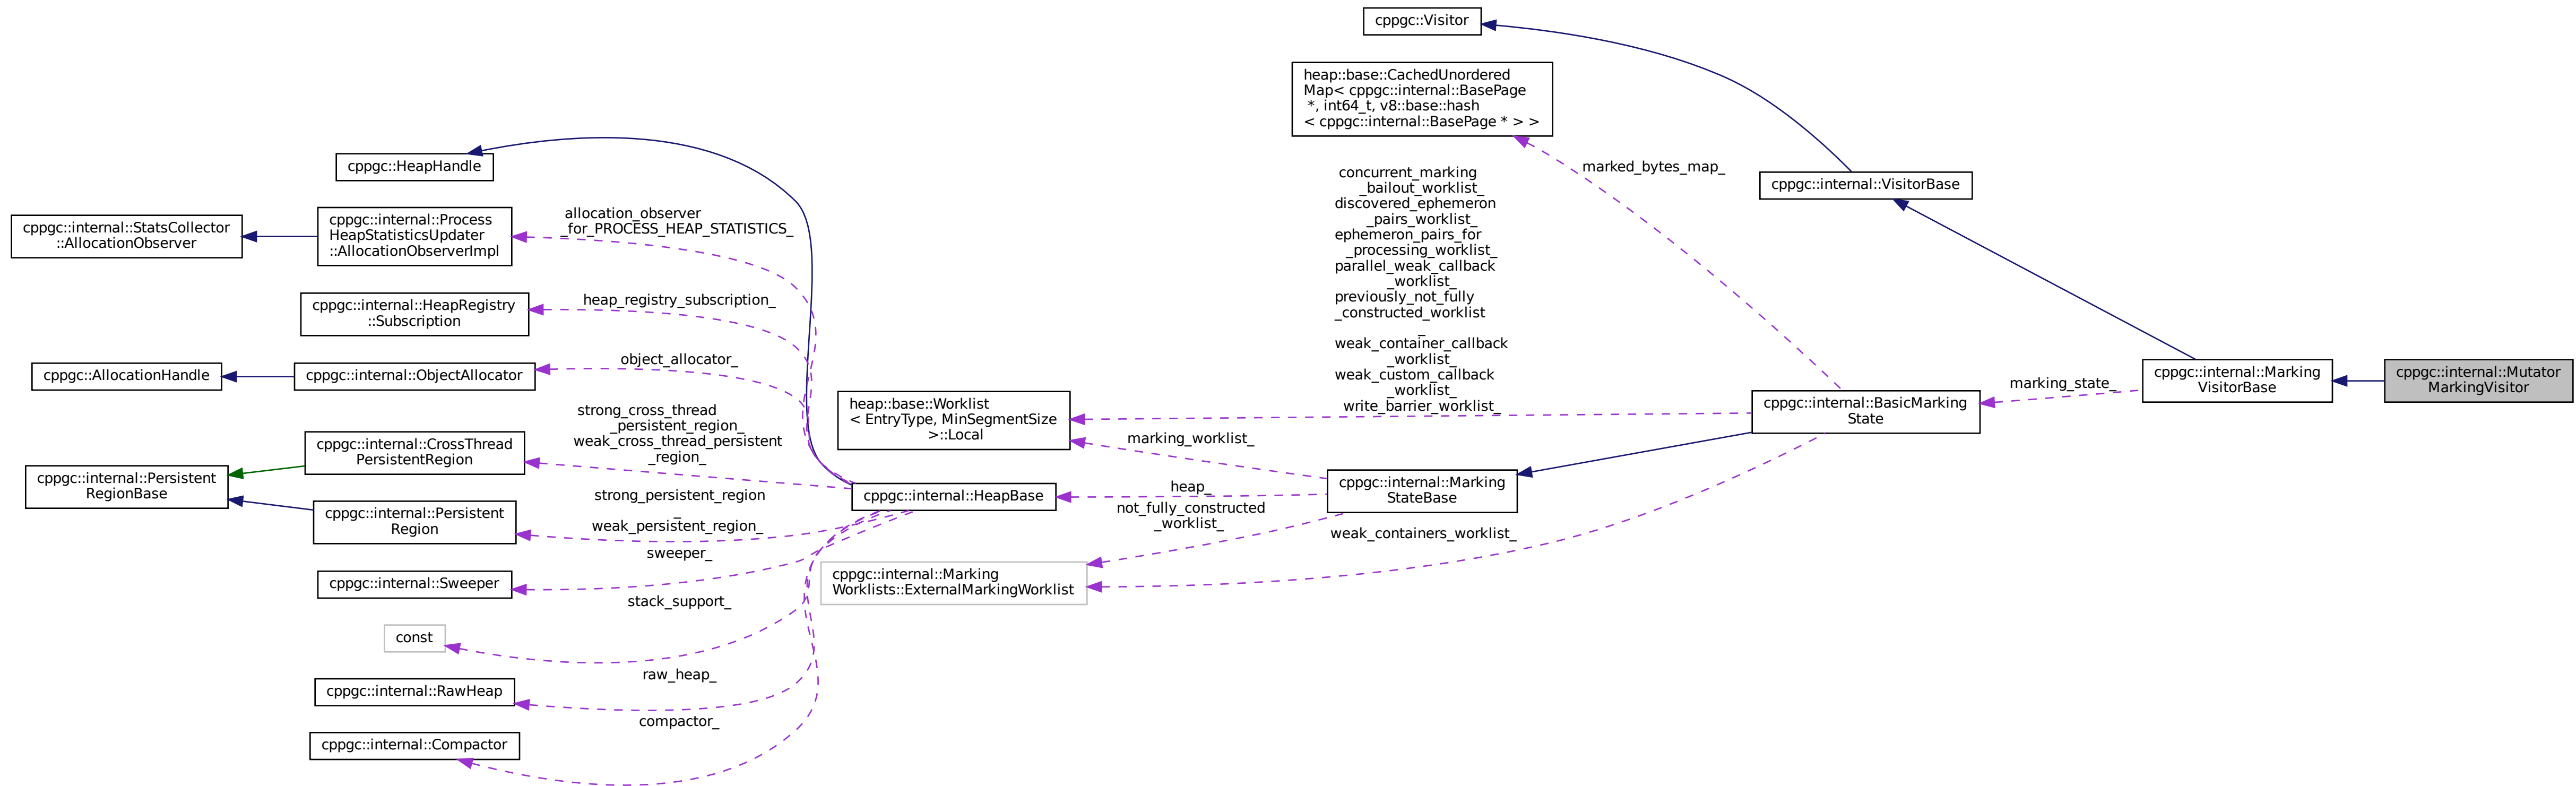 cppgc::Visitor
heap::base::CachedUnordered
Map< cppgc::internal::BasePage
*, int64_t, v8::base::hash
< cppgc::internal::BasePage * > >
marked_bytes_map_
cppgc::internal::VisitorBase
cppgc::HeapHandle
cppgc::internal::StatsCollector
::AllocationObserver
cppgc::internal::Process
HeapStatisticsUpdater
::AllocationObserverImpl
allocation_observer
_for_PROCESS_HEAP_STATISTICS_
cppgc::internal::HeapRegistry
::Subscription
heap_registry_subscription_
cppgc::AllocationHandle
cppgc::internal::ObjectAllocator
object_allocator_
cppgc::internal::CrossThread
PersistentRegion
strong_cross_thread
_persistent_region_
weak_cross_thread_persistent
_region_
cppgc::internal::Persistent
RegionBase
cppgc::internal::Persistent
Region
strong_persistent_region
_
weak_persistent_region_
cppgc::internal::Sweeper
sweeper_
const
stack_support_
cppgc::internal::RawHeap
raw_heap_
cppgc::internal::Compactor
compactor_
heap::base::Worklist
< EntryType, MinSegmentSize
>::Local
cppgc::internal::HeapBase
cppgc::internal::Marking
Worklists::ExternalMarkingWorklist
concurrent_marking
_bailout_worklist_
discovered_ephemeron
_pairs_worklist_
ephemeron_pairs_for
_processing_worklist_
parallel_weak_callback
_worklist_
previously_not_fully
_constructed_worklist
_
weak_container_callback
_worklist_
weak_custom_callback
_worklist_
write_barrier_worklist_
marking_worklist_
heap_
not_fully_constructed
_worklist_
cppgc::internal::Marking
StateBase
weak_containers_worklist_
cppgc::internal::BasicMarking
State
marking_state_
cppgc::internal::Marking
VisitorBase
cppgc::internal::Mutator
MarkingVisitor